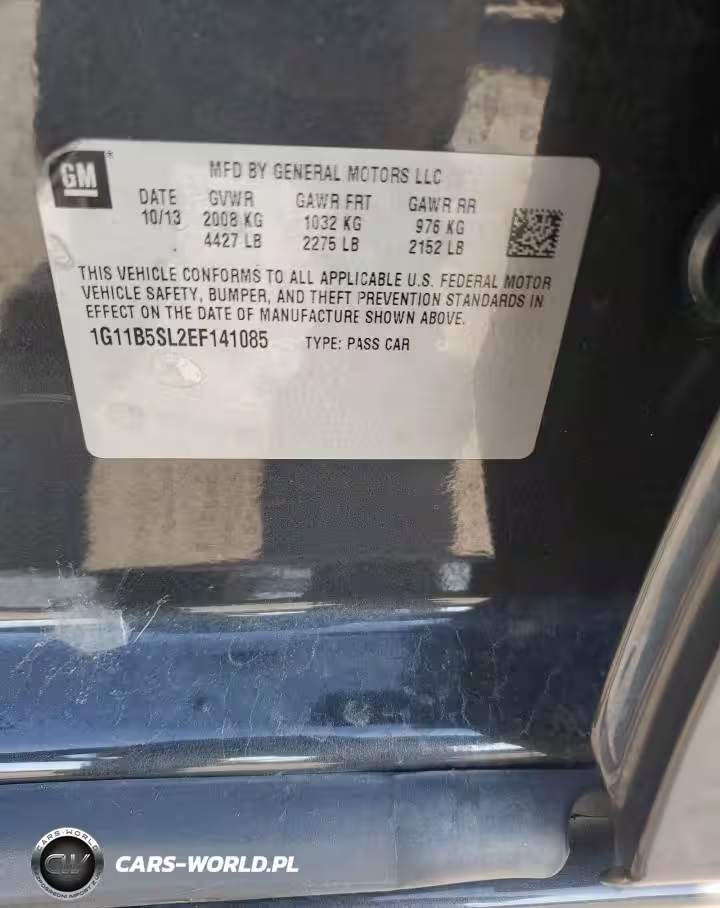 GM
MFD BY GENERAL MOTORS LLC
DATE GVWR GAWR FRT GAWR RR
10/13 2008 KG 1032 KG 976 KG
4427 LB 2275 LB 2152 LB
THIS VEHICLE CONFORMS TO ALL APPLICABLE U.S. FEDERAL MOTOR
VEHICLE SAFETY, BUMPER, AND THEFT PREVENTION STANDARDS IN
EFFECT ON THE DATE OF MANUFACTURE SHOWN ABOVE.
1G11B5SL2EF141085 TYPE: PASS CAR
CARS-WORLD
CW
CARS-WORLD.PL